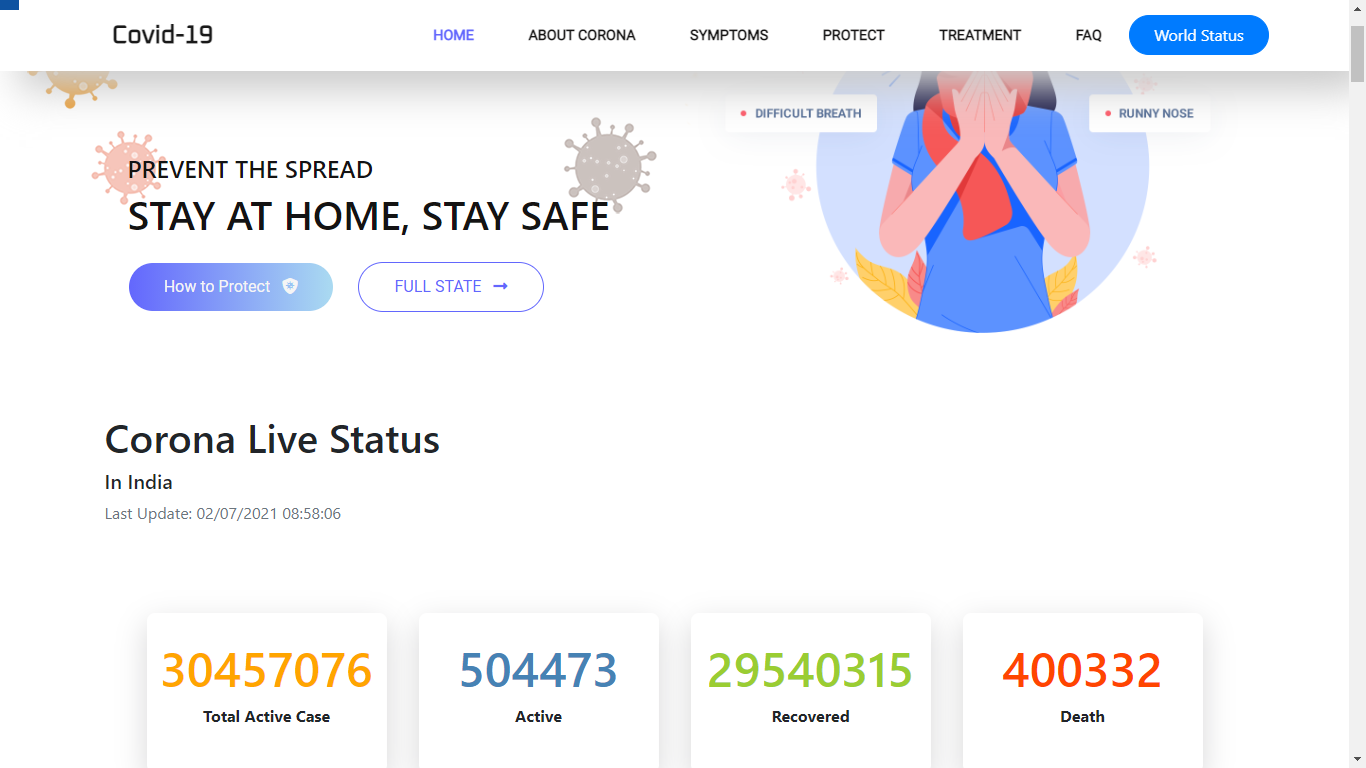 Covid-19
HOME
ABOUT CORONA
SYMPTOMS
PROTECT
TREATMENT
FAQ
World Status
DIFFICULT BREATH
RUNNY NOSE
PREVENT THE SPREAD
STAY AT HOME, STAY SAFE
How to Protect
FULL STATE
Corona Live Status
In India
Last Update: 02/07/2021 08:58:06
30457076
Total Active Case
504473
Active
29540315
Recovered
400332
Death